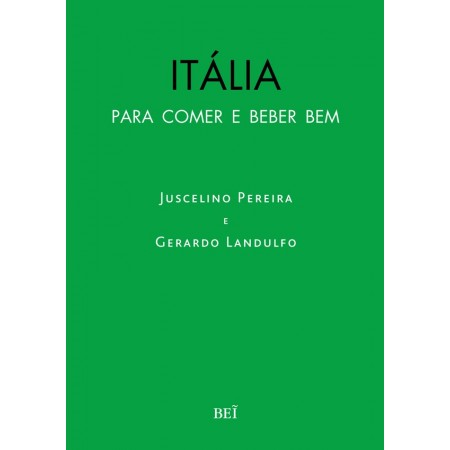 ITÁLIA
PARA COMER E BEBER BEM
JUSCELINO PEREIRA
E
GERARDO LANDULFO
BEĨ